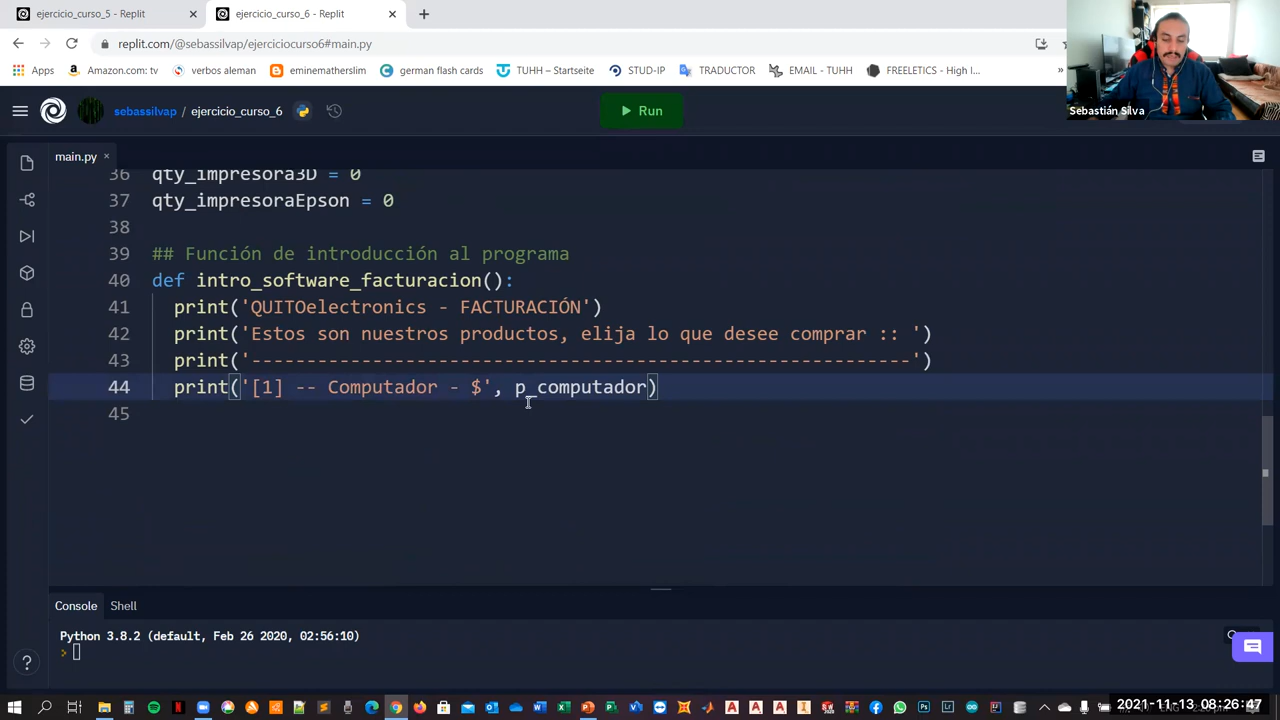 ejercicio_curso_5 - Replit
ejercicio_curso_6 - Replit
replit.com/@sebassilvap/ejerciciocurso6#main.py
Apps
Amazon.com: tv
verbos aleman
eminematherslim
german flash cards
TUHH – Startseite
STUD-IP
TRADUCTOR
EMAIL - TUHH
FREELETICS - High I...
Sebastián Silva
sebassilvap / ejercicio_curso_6
Run
main.py
36 qty_impresora3D = 0
37 qty_impresoraEpson = 0
38
39 ## Función de introducción al programa
40 def intro_software_facturacion():
41 print('QUITOelectronics - FACTURACIÓN')
42 print('Estos son nuestros productos, elija lo que desee comprar :: ')
43 print('------------------------------------------------------------')
44 print('[1] -- Computador - $', p_computador)
45
Console
Shell
Python 3.8.2 (default, Feb 26 2020, 02:56:10)
>
2021-11-13 08:26:47